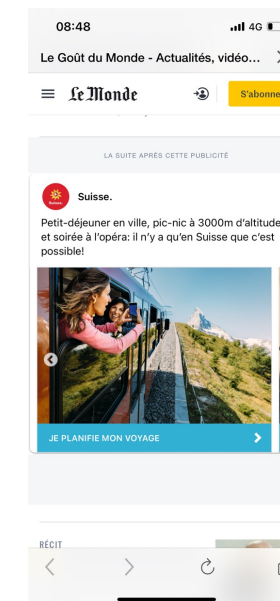 08:48
4G
Le Goût du Monde - Actualités, vidéo...
Le Monde
S'abonne
LA SUITE APRÈS CETTE PUBLICITÉ
Suisse.
Suisse.
Petit-déjeuner en ville, pic-nic à 3000m d'altitude
et soirée à l'opéra: il n'y a qu'en Suisse que c'est
possible!
JE PLANIFIE MON VOYAGE
RÉCIT